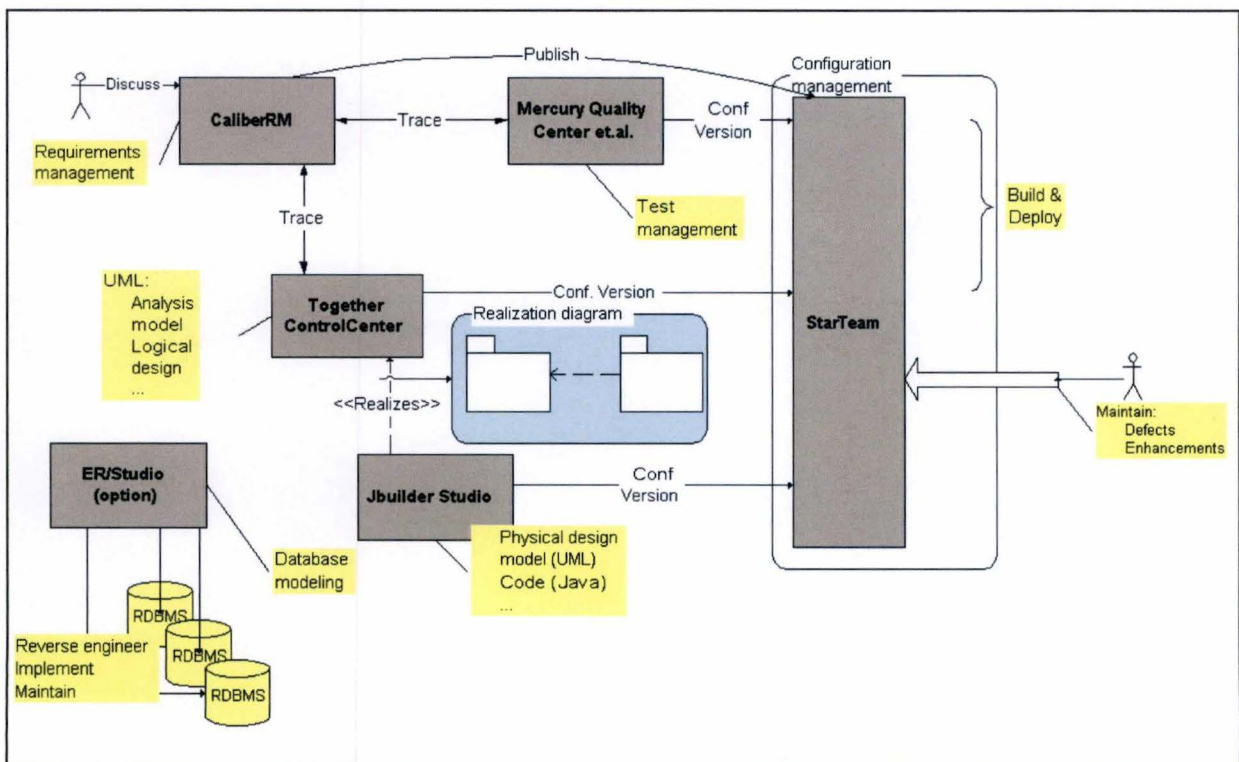 Publish
Configuration
management
Discuss
CaliberRM
Trace
Mercury Quality
Center et.al.
Conf
Version
Requirements
management
Test
management
Build &
Deploy
Trace
UML:
Analysis
model
Logical
design
...
Together
ControlCenter
Conf. Version
Realization diagram
StarTeam
<<Realizes>>
Maintain:
Defects
Enhancements
ER/Studio
(option)
Jbuilder Studio
Conf
Version
Database
modeling
Physical design
model (UML)
Code (Java)
...
RDBMS
Reverse engineer
Implement
Maintain
RDBMS
RDBMS